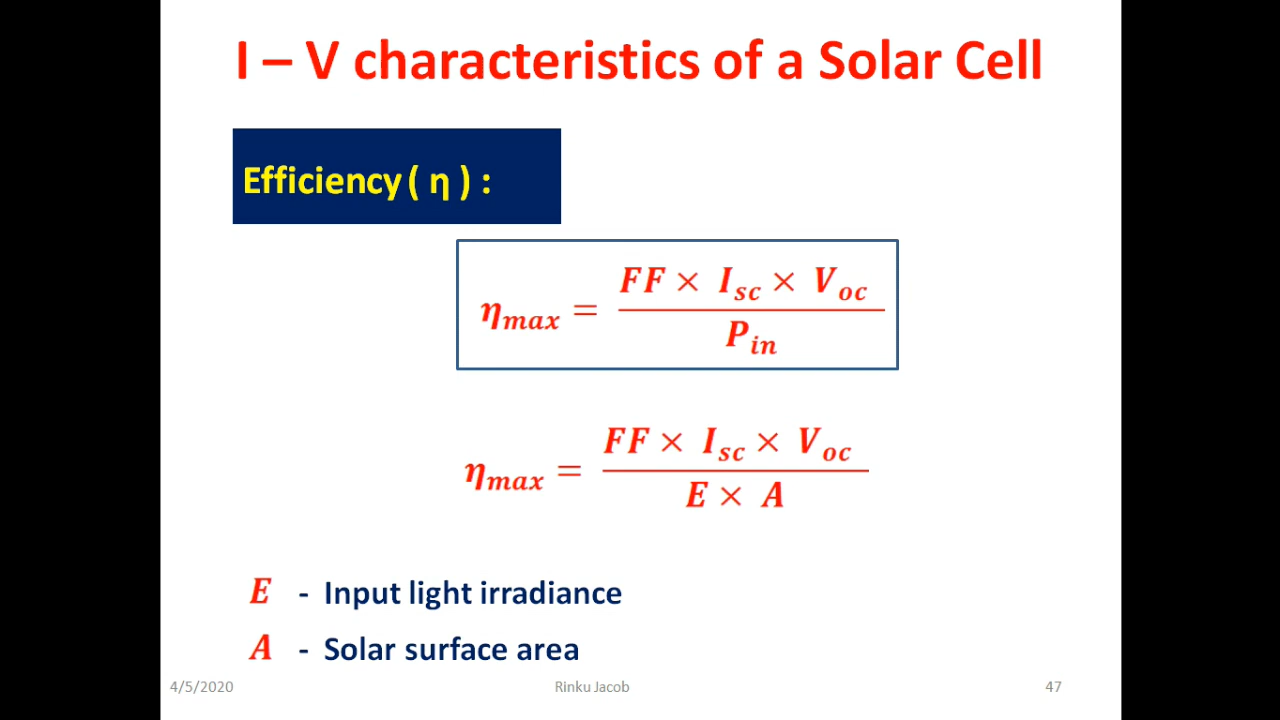 I – V characteristics of a Solar Cell
Efficiency ( η ) :
η_max = (FF × I_sc × V_oc) / P_in
η_max = (FF × I_sc × V_oc) / (E × A)
E - Input light irradiance
A - Solar surface area
4/5/2020 Rinku Jacob 47